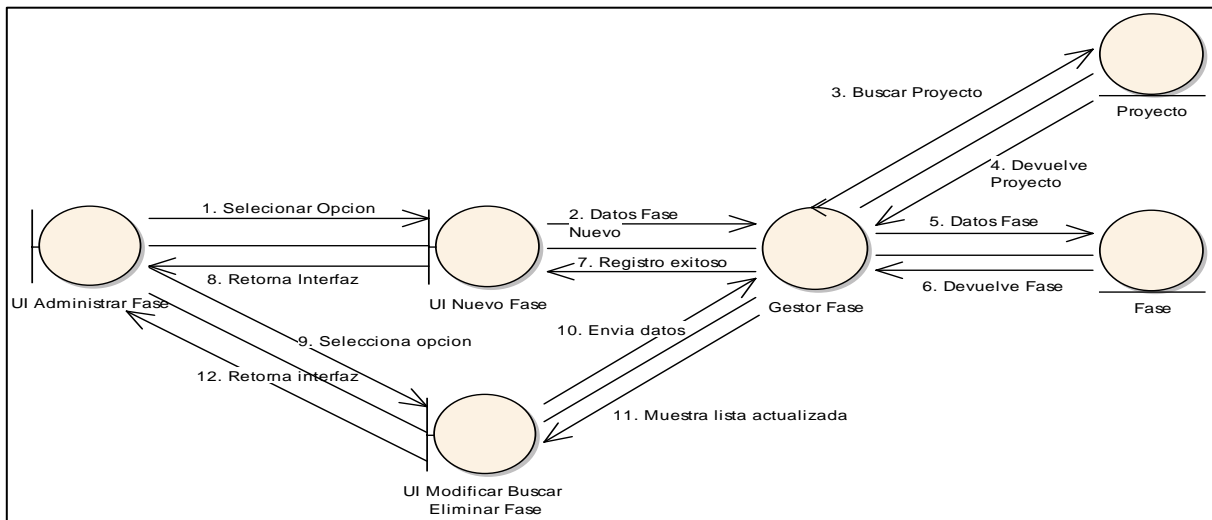 3. Buscar Proyecto
Proyecto
4. Devuelve
Proyecto
1. Selecionar Opcion
2. Datos Fase
Nuevo
5. Datos Fase
8. Retorna Interfaz
7. Registro exitoso
6. Devuelve Fase
UI Administrar Fase
UI Nuevo Fase
Gestor Fase
Fase
9. Selecciona opcion
10. Envia datos
12. Retorna interfaz
11. Muestra lista actualizada
UI Modificar Buscar
Eliminar Fase